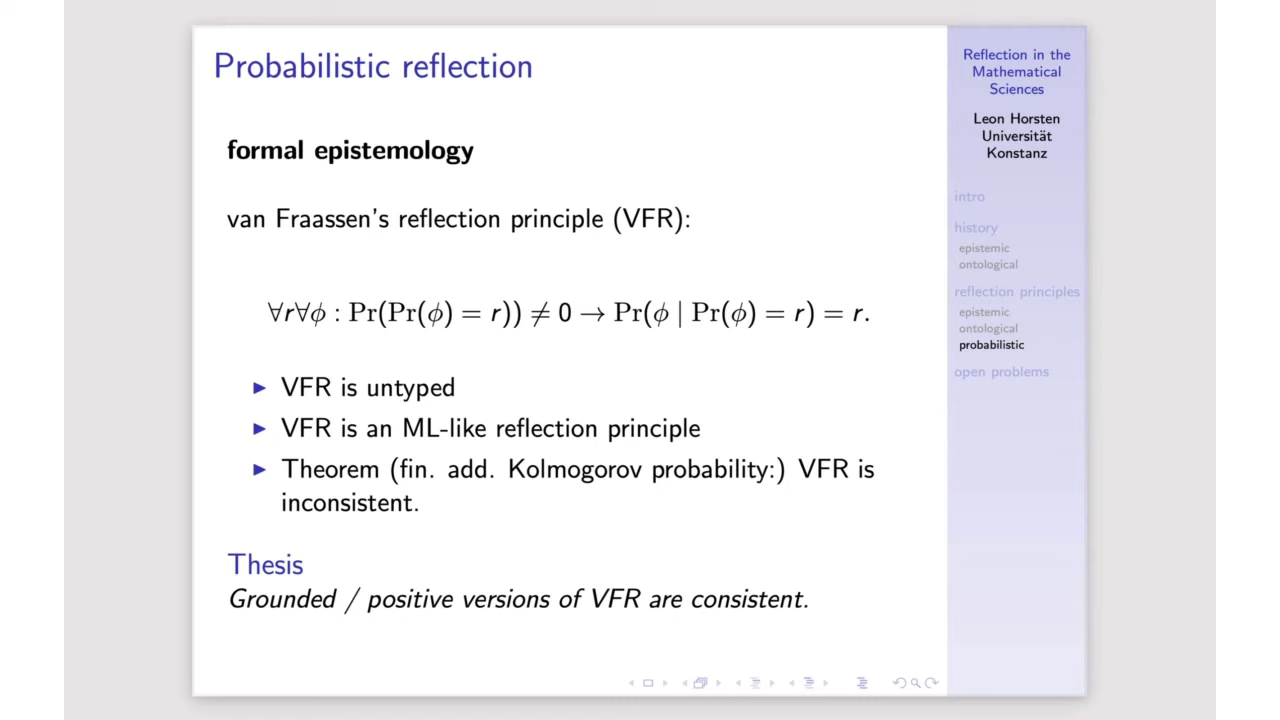 Probabilistic reflection
formal epistemology
van Fraassen's reflection principle (VFR):
∀r∀ϕ : Pr(Pr(ϕ) = r)) ≠ 0 → Pr(ϕ | Pr(ϕ) = r) = r.
▶ VFR is untyped
▶ VFR is an ML-like reflection principle
▶ Theorem (fin. add. Kolmogorov probability:) VFR is
inconsistent.
Thesis
Grounded / positive versions of VFR are consistent.
Reflection in the
Mathematical
Sciences
Leon Horsten
Universität
Konstanz
intro
history
epistemic
ontological
reflection principles
epistemic
ontological
probabilistic
open problems